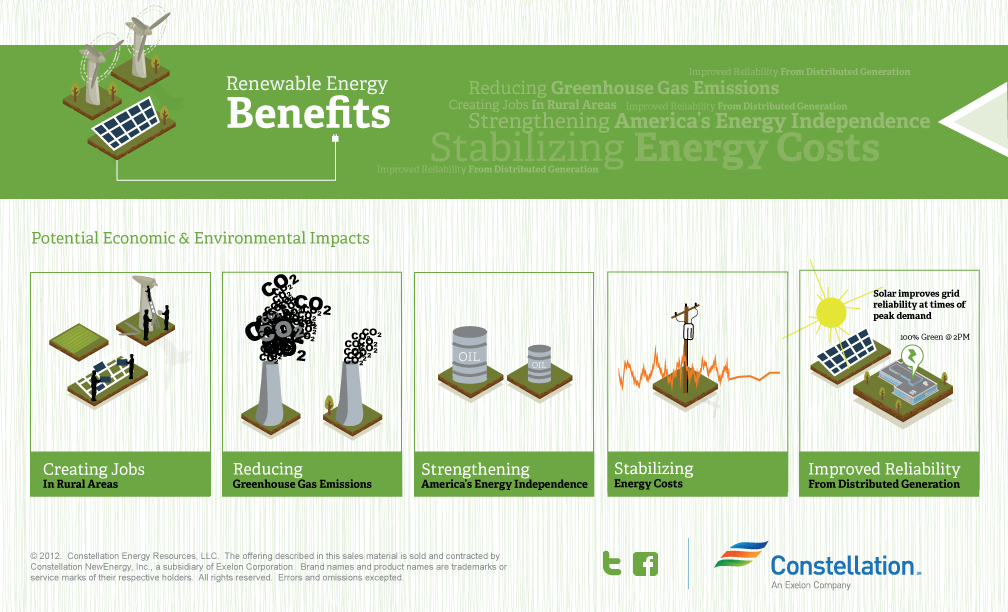 Renewable Energy
Benefits
Improved Reliability From Distributed Generation
Reducing Greenhouse Gas Emissions
Creating Jobs In Rural Areas Improved Reliability From Distributed Generation
Strengthening America's Energy Independence
Stabilizing Energy Costs
Improved Reliability From Distributed Generation
Potential Economic & Environmental Impacts
CO2
CO2
CO2
CO2
OIL
OIL
Solar improves grid
reliability at times of
peak demand
100% Green @ 2PM
Creating Jobs
In Rural Areas
Reducing
Greenhouse Gas Emissions
Strengthening
America's Energy Independence
Stabilizing
Energy Costs
Improved Reliability
From Distributed Generation
© 2012. Constellation Energy Resources, LLC. The offering described in this sales material is sold and contracted by
Constellation NewEnergy, Inc., a subsidiary of Exelon Corporation. Brand names and product names are trademarks or
service marks of their respective holders. All rights reserved. Errors and omissions excepted.
Constellation℠
An Exelon Company